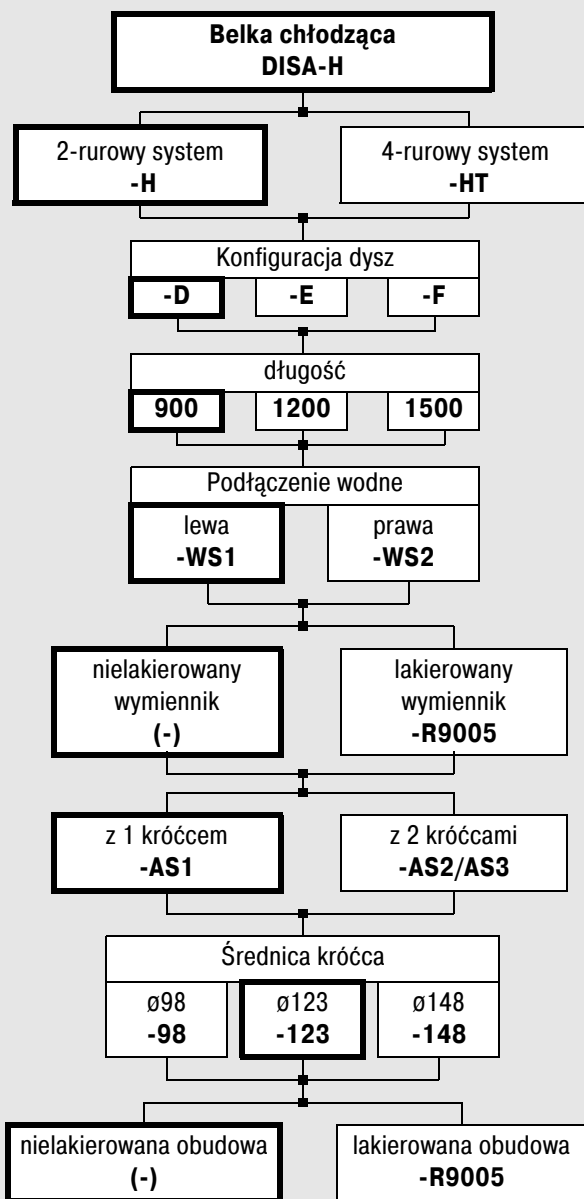 Belka chłodząca
DISA-H
2-rurowy system
-H
4-rurowy system
-HT
Konfiguracja dysz
-D
-E
-F
długość
900
1200
1500
Podłączenie wodne
lewa
-WS1
prawa
-WS2
nielakierowany
wymiennik
(-)
lakierowany
wymiennik
-R9005
z 1 króćcem
-AS1
z 2 króćcami
-AS2/AS3
Średnica króćca
ø98
-98
ø123
-123
ø148
-148
nielakierowana obudowa
(-)
lakierowana obudowa
-R9005